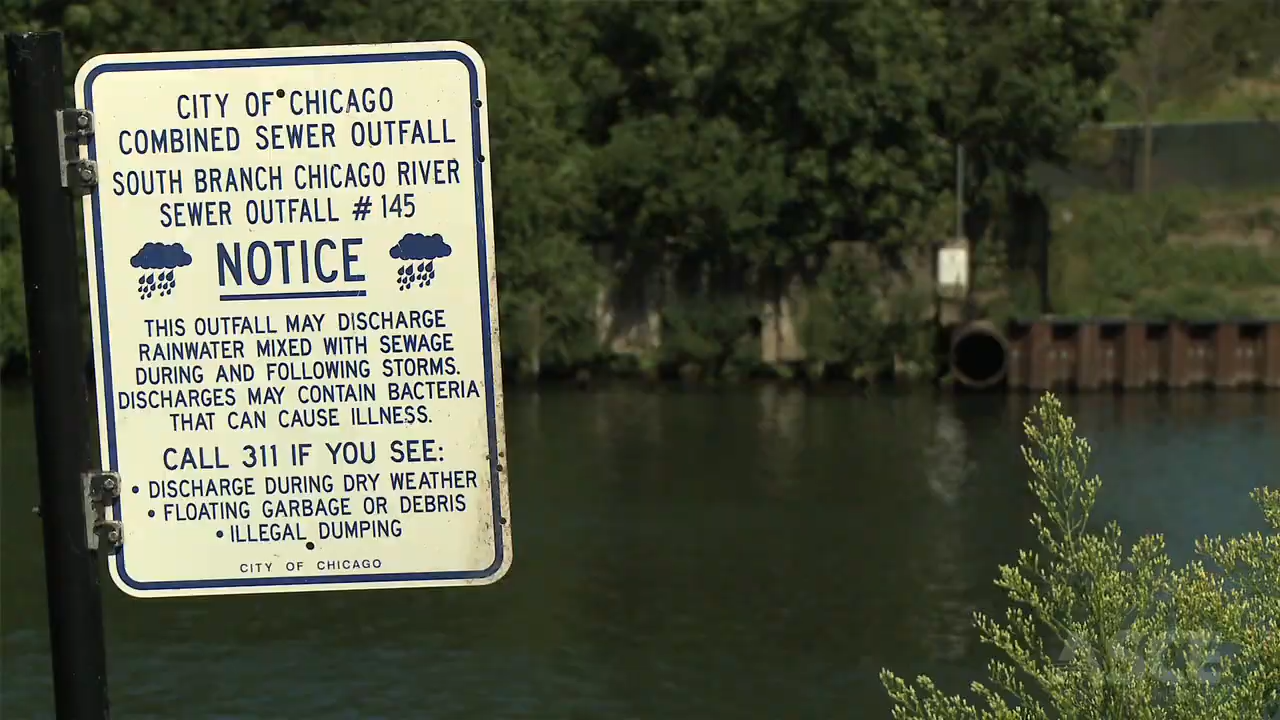 CITY OF CHICAGO
COMBINED SEWER OUTFALL
SOUTH BRANCH CHICAGO RIVER
SEWER OUTFALL # 145
NOTICE
THIS OUTFALL MAY DISCHARGE
RAINWATER MIXED WITH SEWAGE
DURING AND FOLLOWING STORMS.
DISCHARGES MAY CONTAIN BACTERIA
THAT CAN CAUSE ILLNESS.
CALL 311 IF YOU SEE:
• DISCHARGE DURING DRY WEATHER
• FLOATING GARBAGE OR DEBRIS
• ILLEGAL DUMPING
CITY OF CHICAGO
ASCE